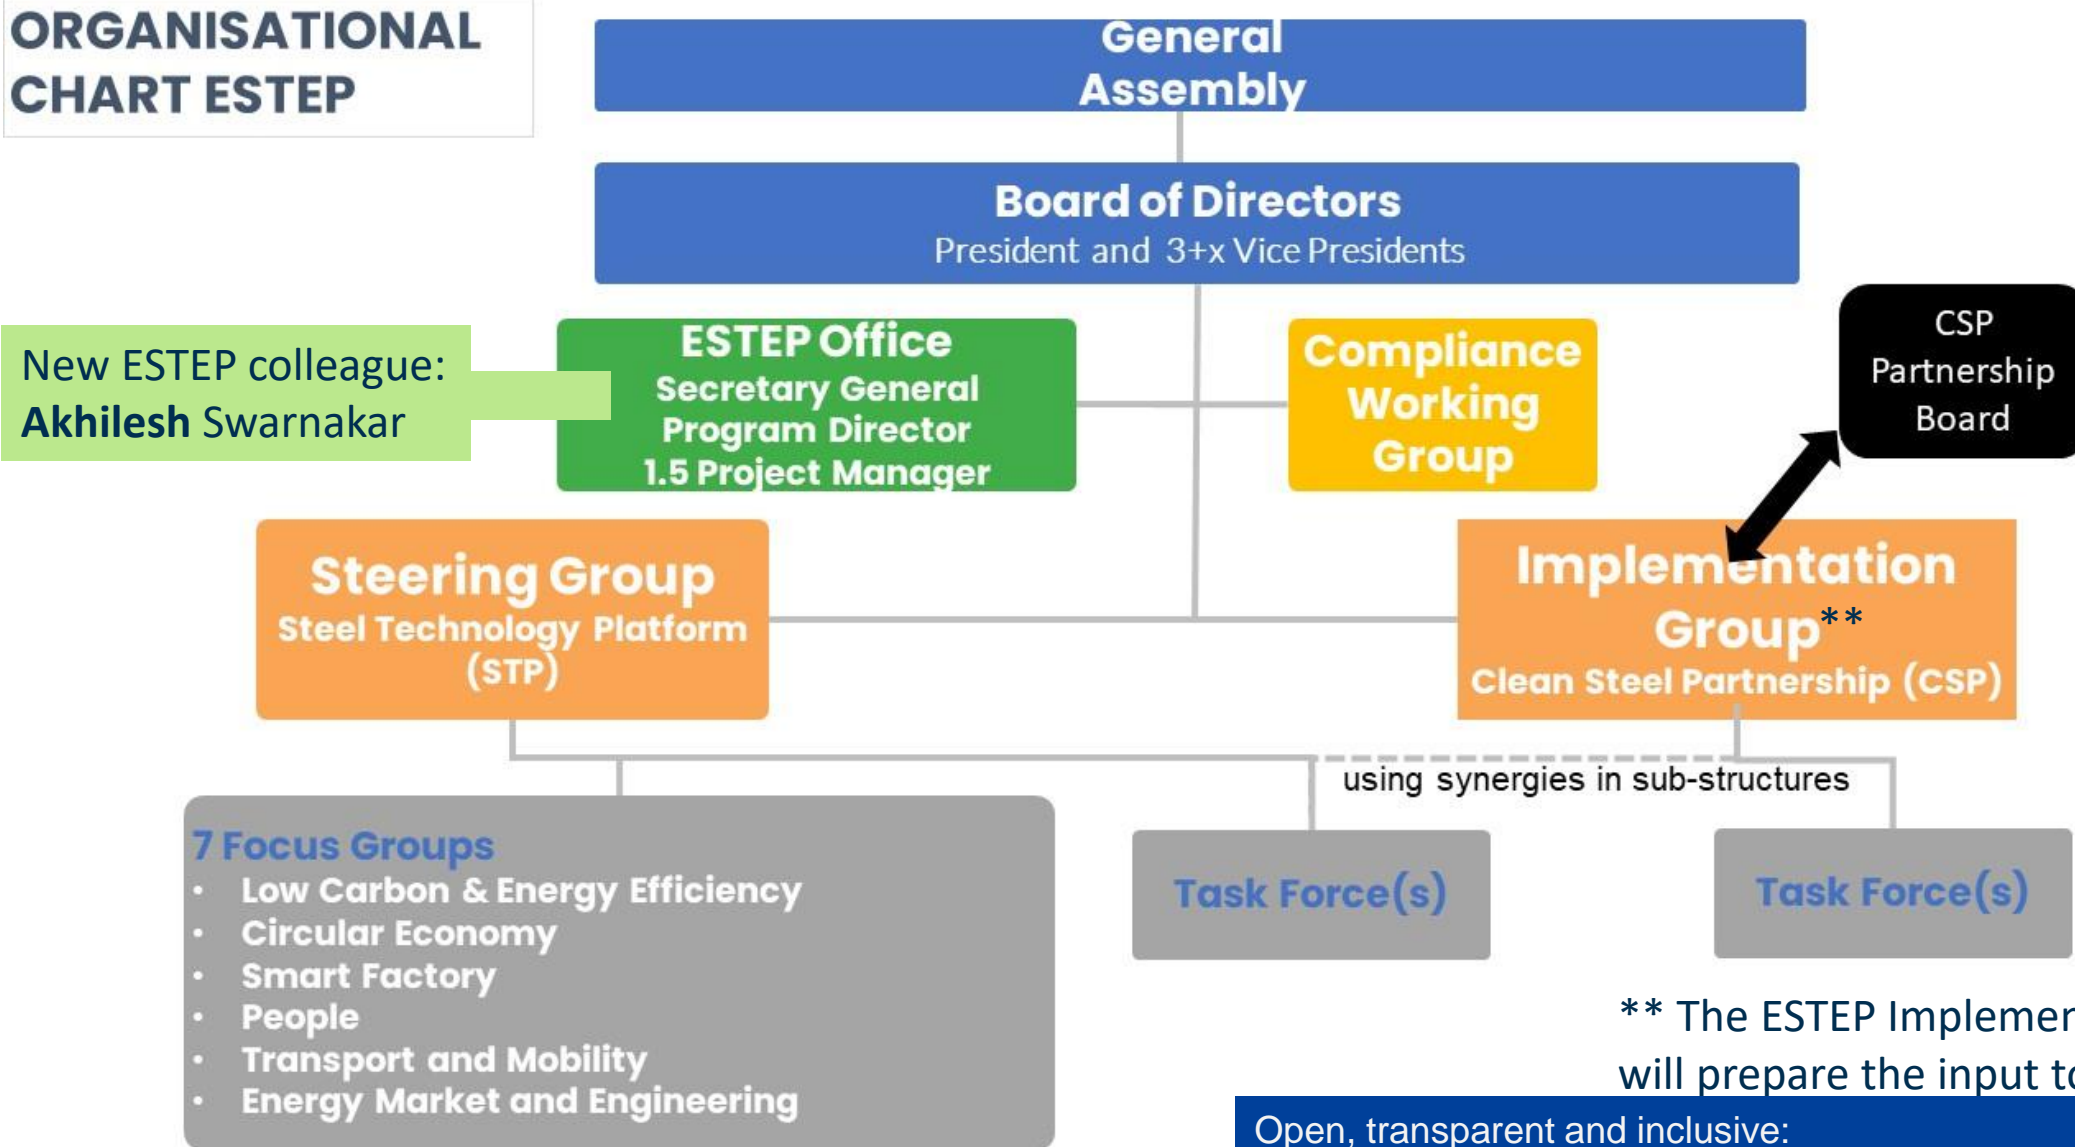 ORGANISATIONAL
CHART ESTEP
General
Assembly
Board of Directors
President and 3+x Vice Presidents
New ESTEP colleague:
Akhilesh Swarnakar
ESTEP Office
Secretary General
Program Director
1.5 Project Manager
Compliance
Working
Group
CSP
Partnership
Board
Steering Group
Steel Technology Platform
(STP)
Implementation
Group**
Clean Steel Partnership (CSP)
using synergies in sub-structures
7 Focus Groups
• Low Carbon & Energy Efficiency
• Circular Economy
• Smart Factory
• People
• Transport and Mobility
• Energy Market and Engineering
Task Force(s)
Task Force(s)
** The ESTEP
will prepare the input
Open, transparent and inclusive: